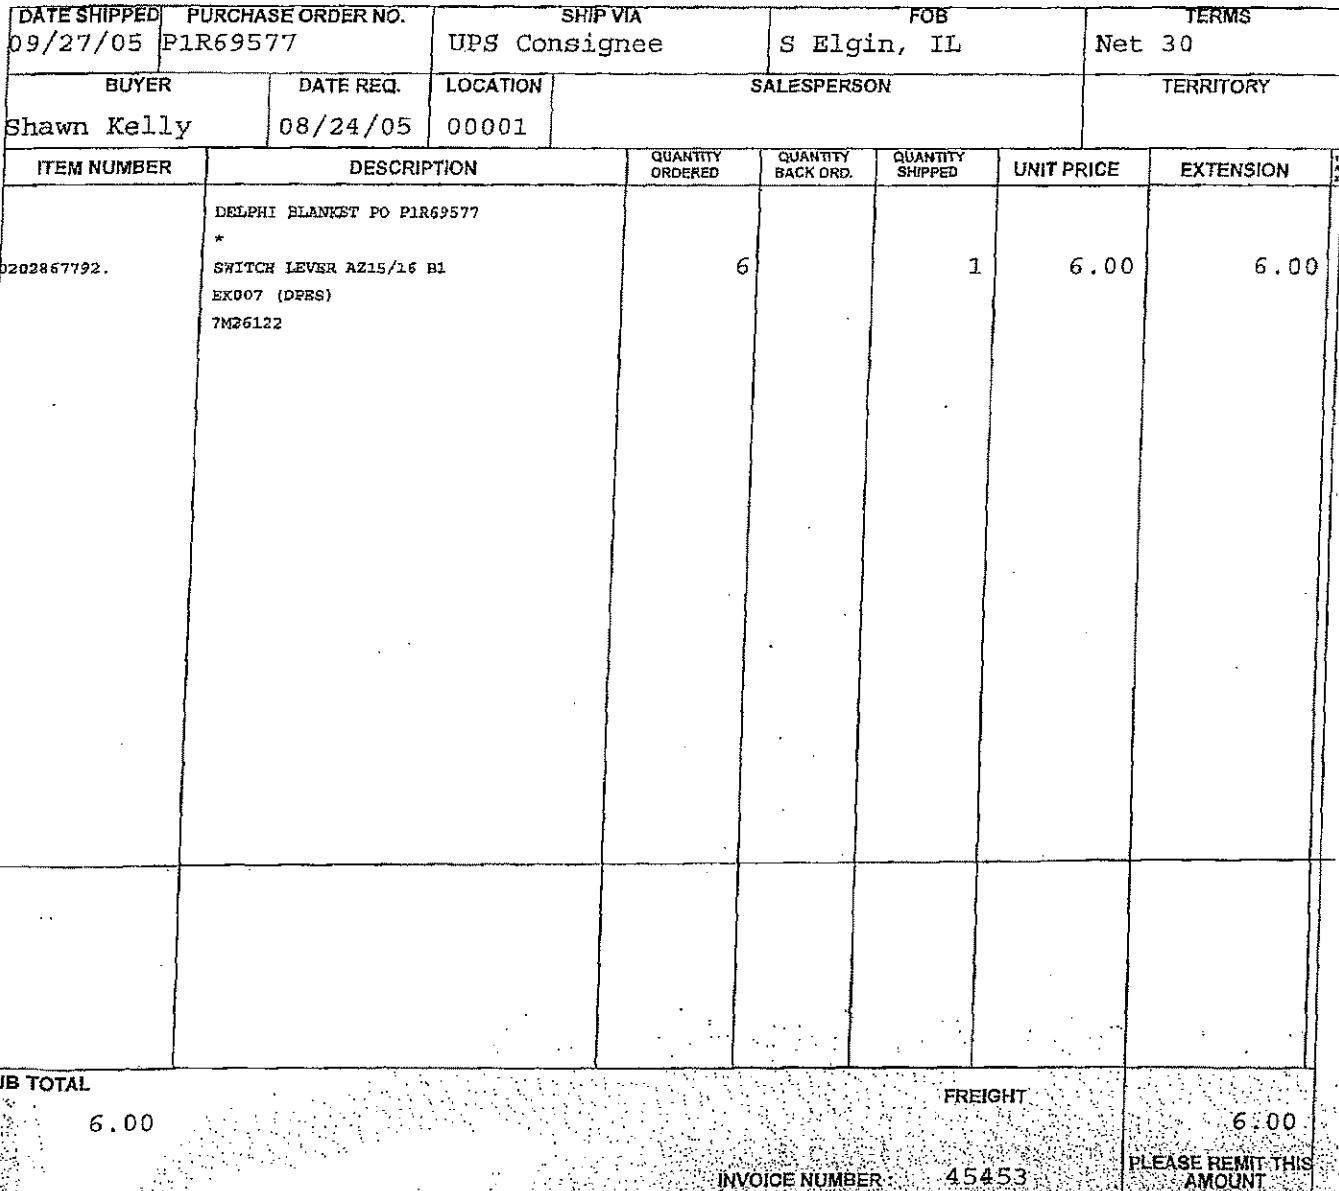 DATE SHIPPED PURCHASE ORDER NO. SHIP VIA FOB TERMS
09/27/05 P1R69577 UPS Consignee S Elgin, IL Net 30
BUYER DATE REQ. LOCATION SALESPERSON TERRITORY
Shawn Kelly 08/24/05 00001
ITEM NUMBER DESCRIPTION QUANTITY ORDERED QUANTITY BACK ORD. QUANTITY SHIPPED UNIT PRICE EXTENSION
DELPHI BLANKET PO P1R69577
*
0202867792. SWITCH LEVER AZ15/16 B1 6 1 6.00 6.00
EX007 (DPES)
7M26122
UB TOTAL FREIGHT
6.00 6.00
INVOICE NUMBER: 45453 PLEASE REMIT THIS AMOUNT